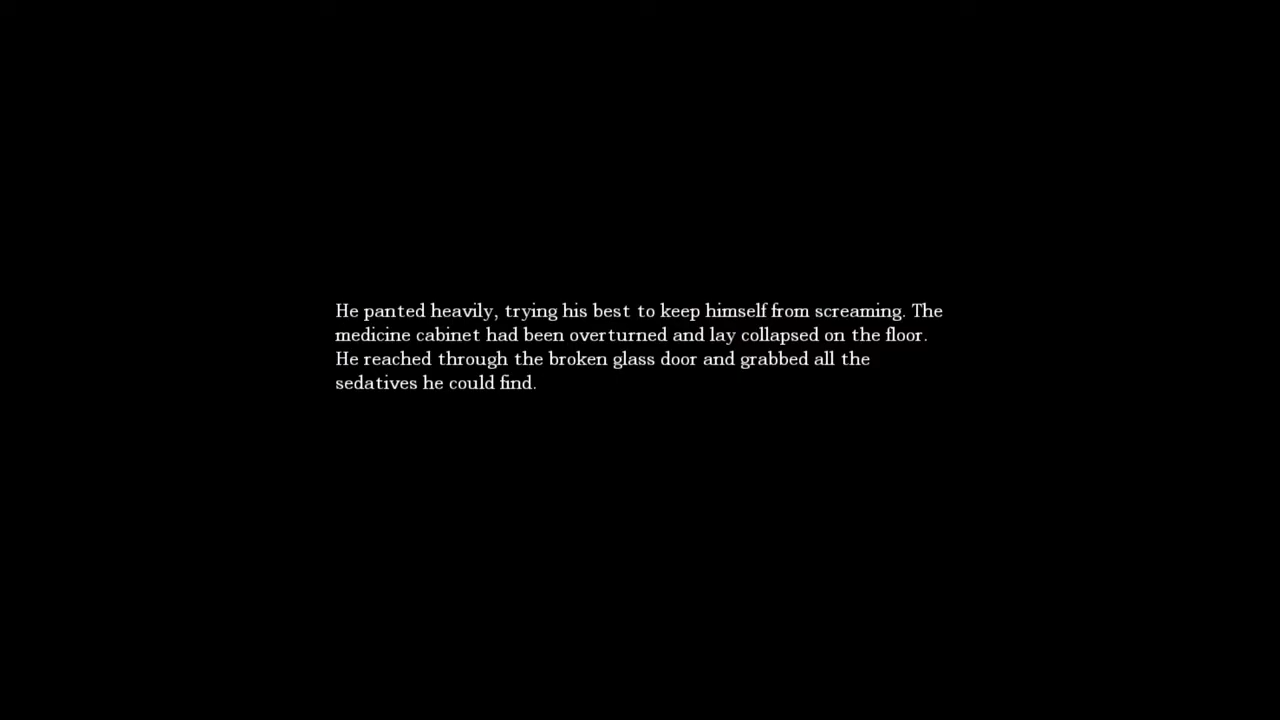 He panted heavily, trying his best to keep himself from screaming. The
medicine cabinet had been overturned and lay collapsed on the floor.
He reached through the broken glass door and grabbed all the
sedatives he could find.